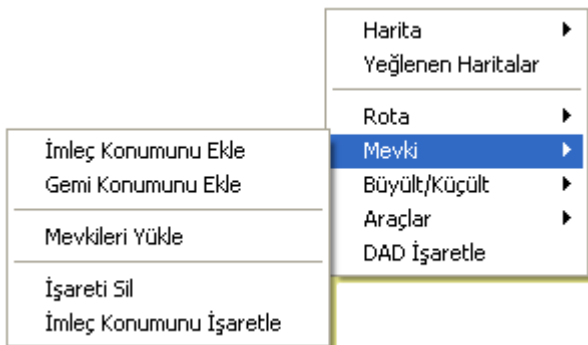 Harita
Yeğlenen Haritalar
Rota
Mevki
Büyült/Küçült
Araçlar
DAD İşaretle
İmleç Konumunu Ekle
Gemi Konumunu Ekle
Mevkileri Yükle
İşareti Sil
İmleç Konumunu İşaretle